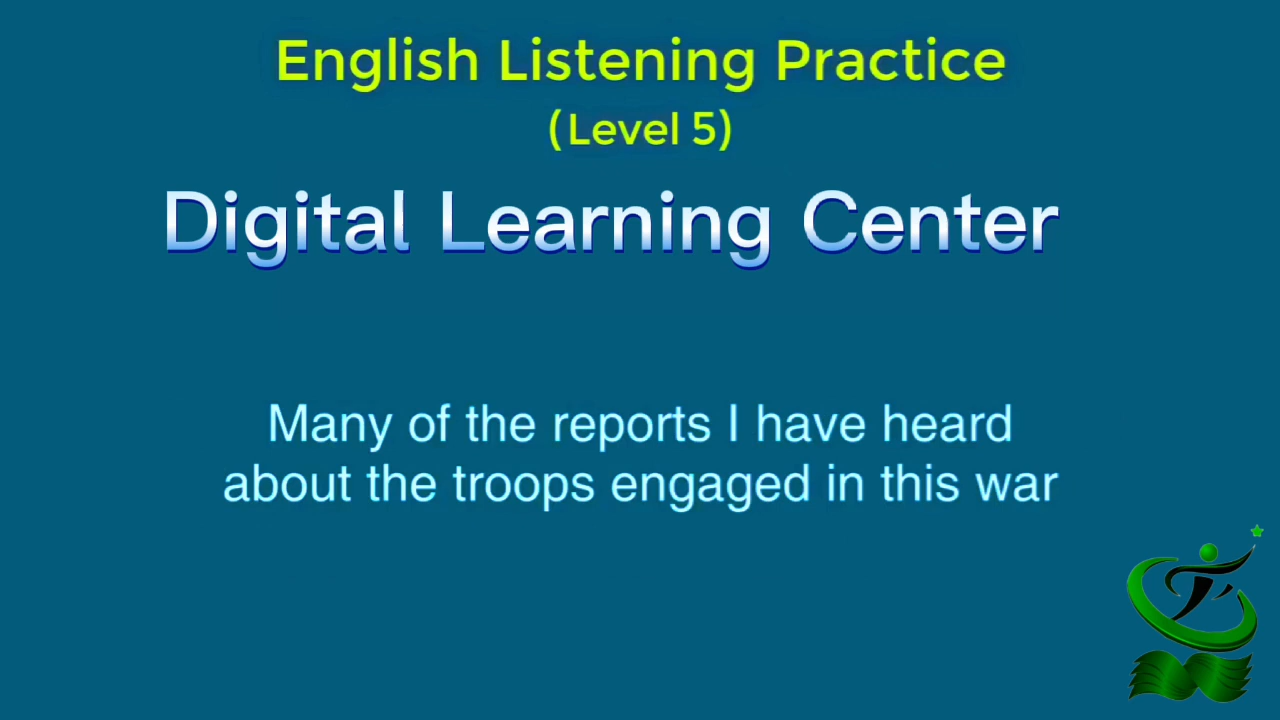 English Listening Practice
(Level 5)
Digital Learning Center
Many of the reports I have heard
about the troops engaged in this war